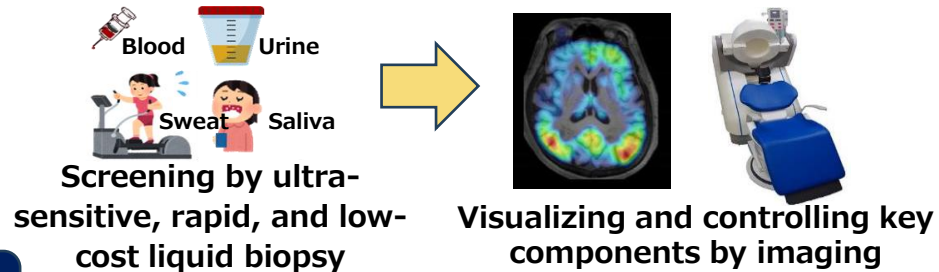 Blood
Urine
Sweat
Saliva
Screening by ultra-
sensitive, rapid, and low-
cost liquid biopsy
Visualizing and controlling key
components by imaging